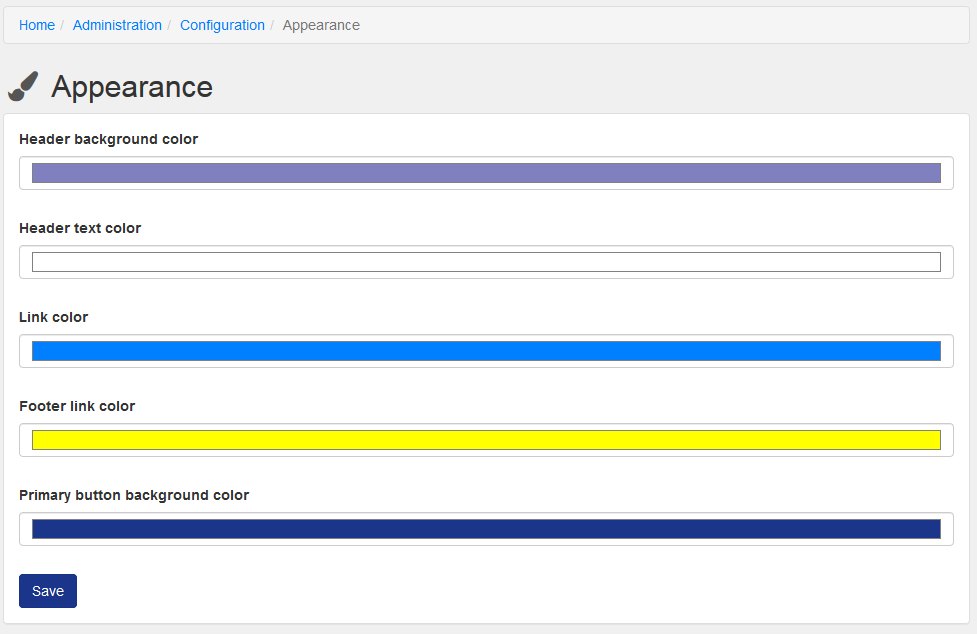 Home / Administration / Configuration / Appearance
Appearance
Header background color
Header text color
Link color
Footer link color
Primary button background color
Save